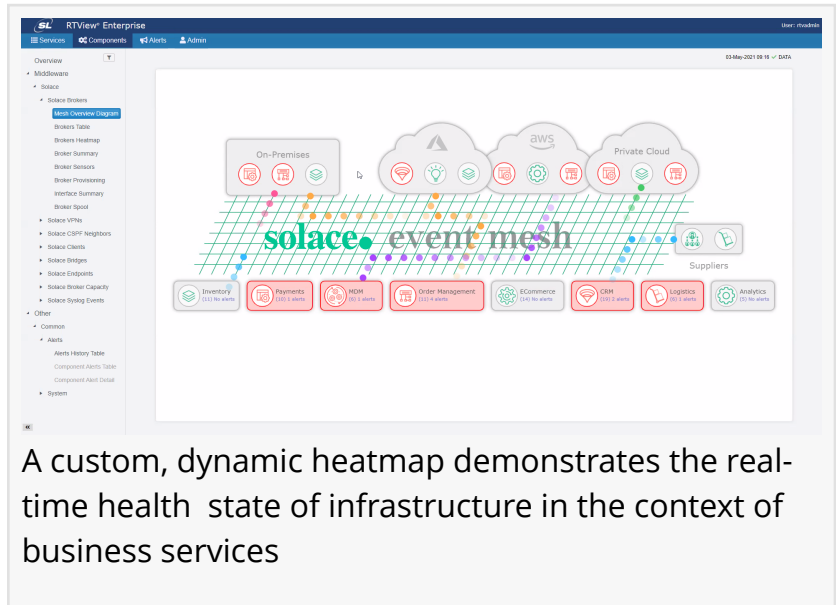 SL RTView® Enterprise
User: rtvadmin
Services Components Alerts Admin
Overview
03-May-2021 09:16 ✓ DATA
Middleware
Solace
Solace Brokers
Mesh Overview Diagram
Brokers Table
Brokers Heatmap
Broker Summary
Broker Sensors
Broker Provisioning
Interface Summary
Broker Spool
Solace VPNs
Solace CSPF Neighbors
Solace Clients
Solace Bridges
Solace Endpoints
Solace Broker Capacity
Solace Syslog Events
Other
Common
Alerts
Alerts History Table
Component Alerts Table
Component Alert Detail
System
«
On-Premises
aws
Private Cloud
solace. event mesh
Suppliers
Inventory
(11) No alerts
Payments
(10) 1 alerts
MDM
(6) 1 alerts
Order Management
(11) 4 alerts
ECommerce
(14) No alerts
CRM
(10) 2 alerts
Logistics
(6) 1 alerts
Analytics
(5) No alerts
A custom, dynamic heatmap demonstrates the real-
time health state of infrastructure in the context of
business services